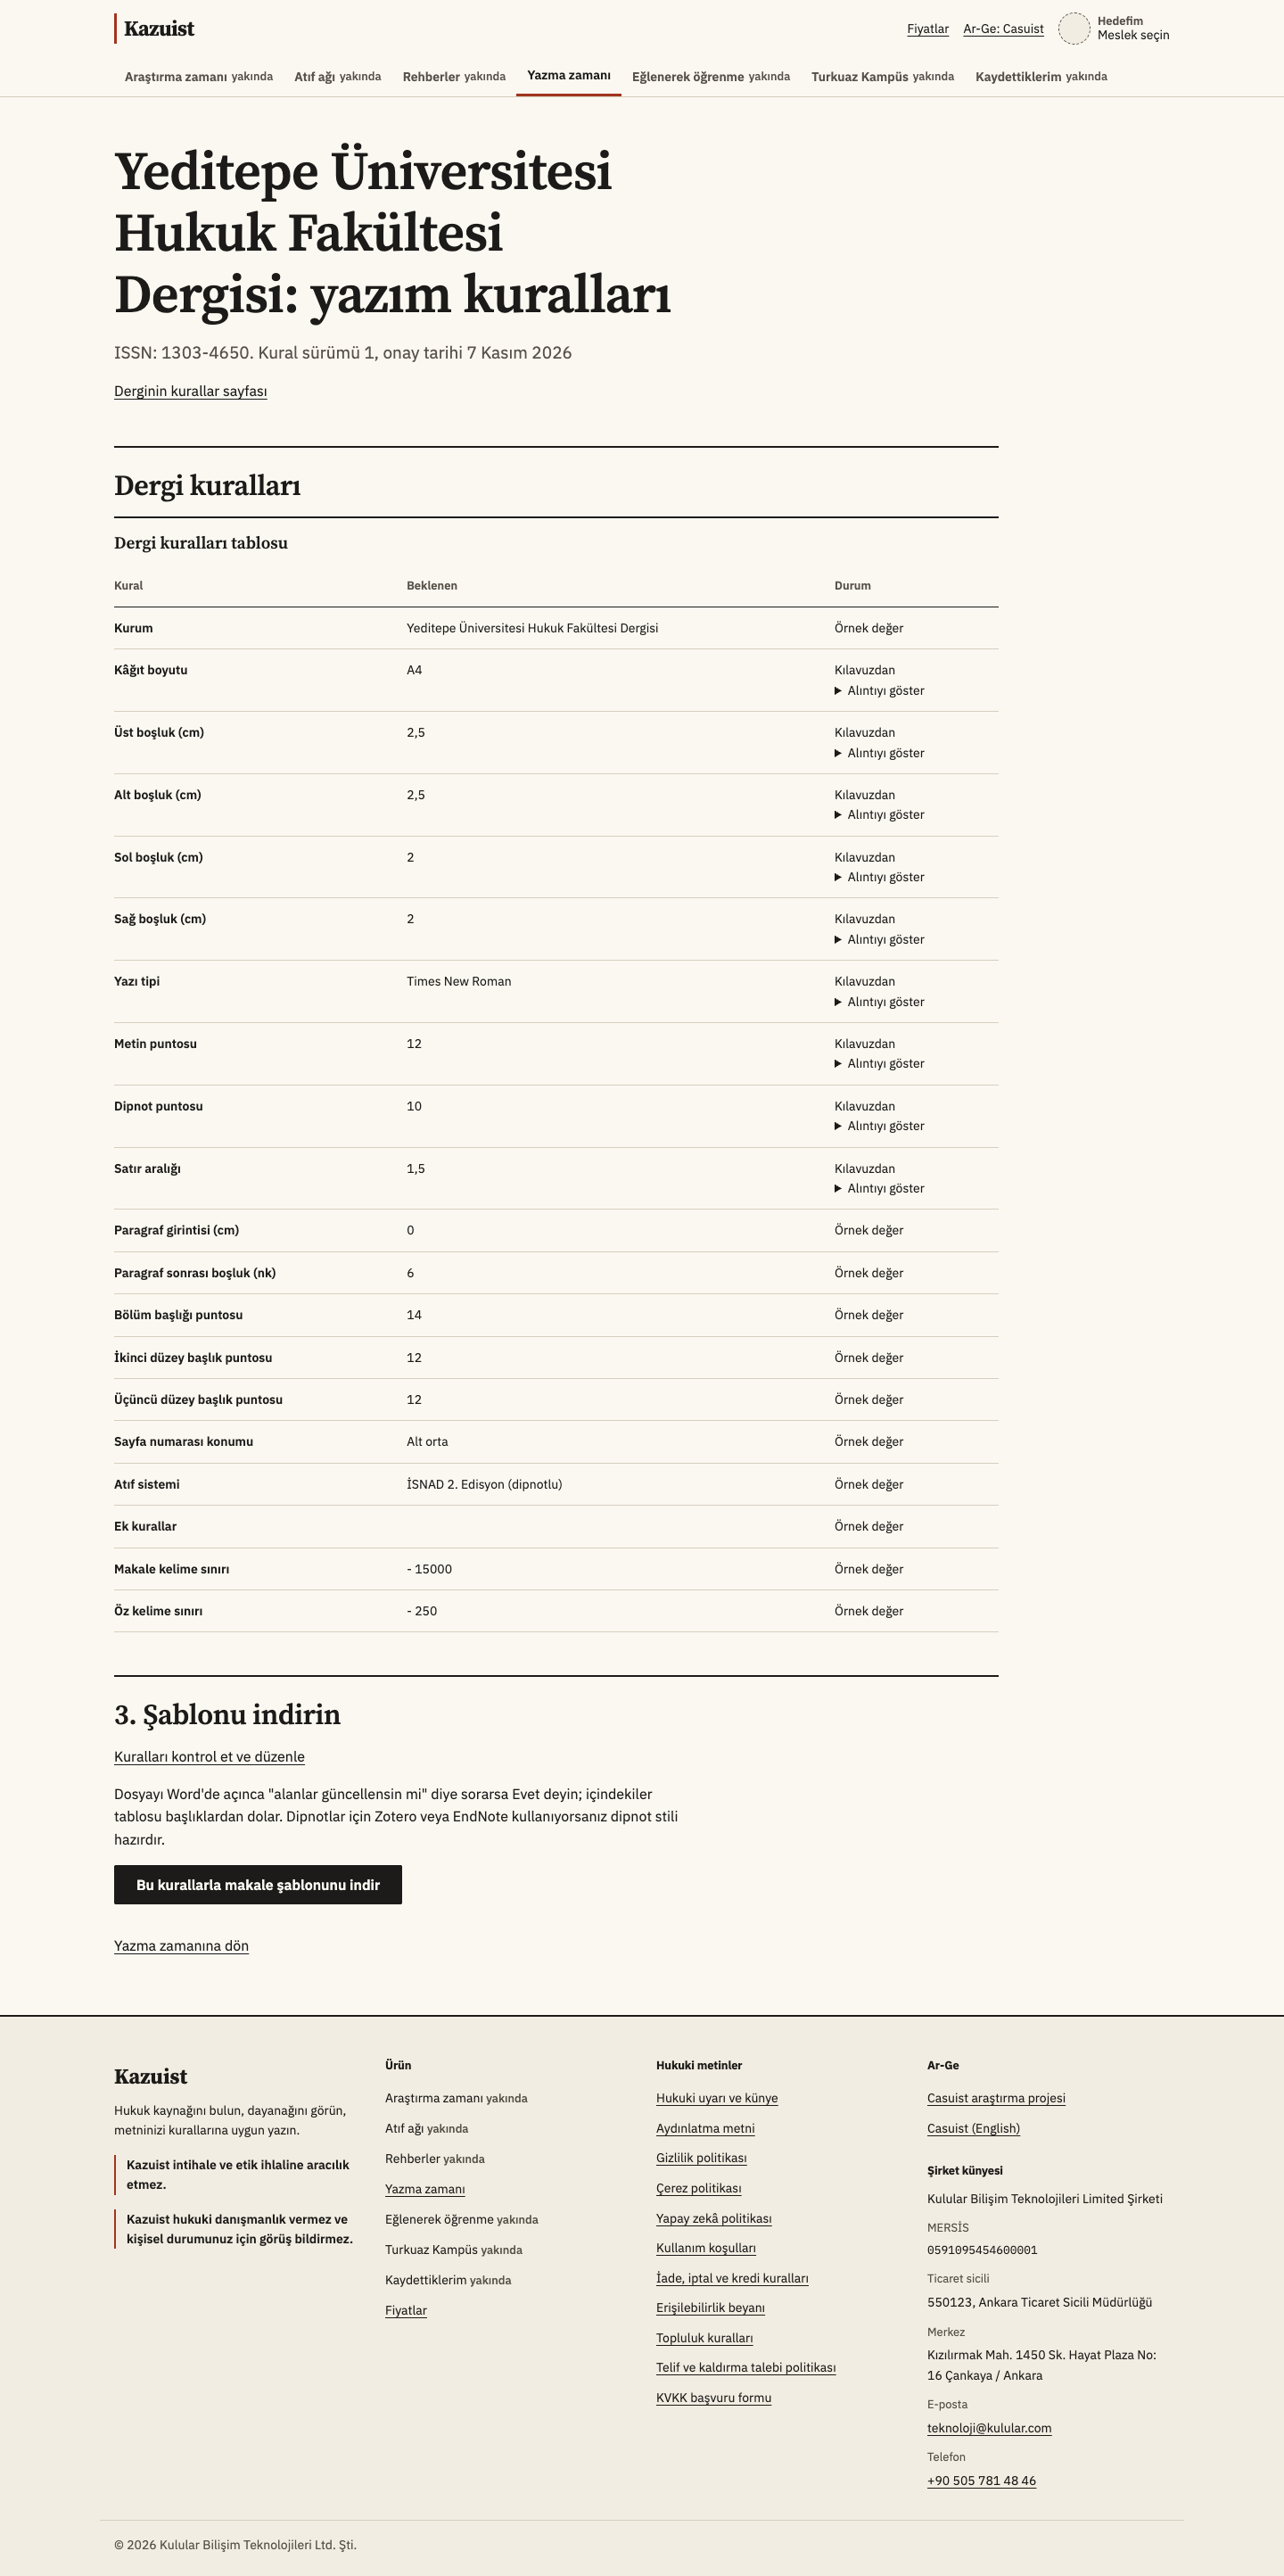 Kazuist
Fiyatlar
Ar-Ge: Casuist
Hedefim
Meslek seçin
Araştırma zamanı yakında
Atıf ağı yakında
Rehberler yakında
Yazma zamanı
Eğlenerek öğrenme yakında
Turkuaz Kampüs yakında
Kaydettiklerim yakında
Yeditepe Üniversitesi
Hukuk Fakültesi
Dergisi: yazım kuralları
ISSN: 1303-4650. Kural sürümü 1, onay tarihi 7 Kasım 2026
Derginin kurallar sayfası
Dergi kuralları
Dergi kuralları tablosu
Kural Beklenen Durum
Kurum Yeditepe Üniversitesi Hukuk Fakültesi Dergisi Örnek değer
Kâğıt boyutu A4 Kılavuzdan
▶ Alıntıyı göster
Üst boşluk (cm) 2,5 Kılavuzdan
▶ Alıntıyı göster
Alt boşluk (cm) 2,5 Kılavuzdan
▶ Alıntıyı göster
Sol boşluk (cm) 2 Kılavuzdan
▶ Alıntıyı göster
Sağ boşluk (cm) 2 Kılavuzdan
▶ Alıntıyı göster
Yazı tipi Times New Roman Kılavuzdan
▶ Alıntıyı göster
Metin puntosu 12 Kılavuzdan
▶ Alıntıyı göster
Dipnot puntosu 10 Kılavuzdan
▶ Alıntıyı göster
Satır aralığı 1,5 Kılavuzdan
▶ Alıntıyı göster
Paragraf girintisi (cm) 0 Örnek değer
Paragraf sonrası boşluk (nk) 6 Örnek değer
Bölüm başlığı puntosu 14 Örnek değer
İkinci düzey başlık puntosu 12 Örnek değer
Üçüncü düzey başlık puntosu 12 Örnek değer
Sayfa numarası konumu Alt orta Örnek değer
Atıf sistemi İSNAD 2. Edisyon (dipnotlu) Örnek değer
Ek kurallar Örnek değer
Makale kelime sınırı - 15000 Örnek değer
Öz kelime sınırı - 250 Örnek değer
3. Şablonu indirin
Kuralları kontrol et ve düzenle
Dosyayı Word'de açınca "alanlar güncellensin mi" diye sorarsa Evet deyin; içindekiler
tablosu başlıklardan dolar. Dipnotlar için Zotero veya EndNote kullanıyorsanız dipnot stili
hazırdır.
Bu kurallarla makale şablonunu indir
Yazma zamanına dön
Kazuist
Hukuk kaynağını bulun, dayanağını görün,
metninizi kurallarına uygun yazın.
Kazuist intihale ve etik ihlaline aracılık
etmez.
Kazuist hukuki danışmanlık vermez ve
kişisel durumunuz için görüş bildirmez.
Ürün
Araştırma zamanı yakında
Atıf ağı yakında
Rehberler yakında
Yazma zamanı
Eğlenerek öğrenme yakında
Turkuaz Kampüs yakında
Kaydettiklerim yakında
Fiyatlar
Hukuki metinler
Hukuki uyarı ve künye
Aydınlatma metni
Gizlilik politikası
Çerez politikası
Yapay zekâ politikası
Kullanım koşulları
İade, iptal ve kredi kuralları
Erişilebilirlik beyanı
Topluluk kuralları
Telif ve kaldırma talebi politikası
KVKK başvuru formu
Ar-Ge
Casuist araştırma projesi
Casuist (English)
Şirket künyesi
Kulular Bilişim Teknolojileri Limited Şirketi
MERSİS
0591095454600001
Ticaret sicili
550123, Ankara Ticaret Sicili Müdürlüğü
Merkez
Kızılırmak Mah. 1450 Sk. Hayat Plaza No:
16 Çankaya / Ankara
E-posta
teknoloji@kulular.com
Telefon
+90 505 781 48 46
© 2026 Kulular Bilişim Teknolojileri Ltd. Şti.